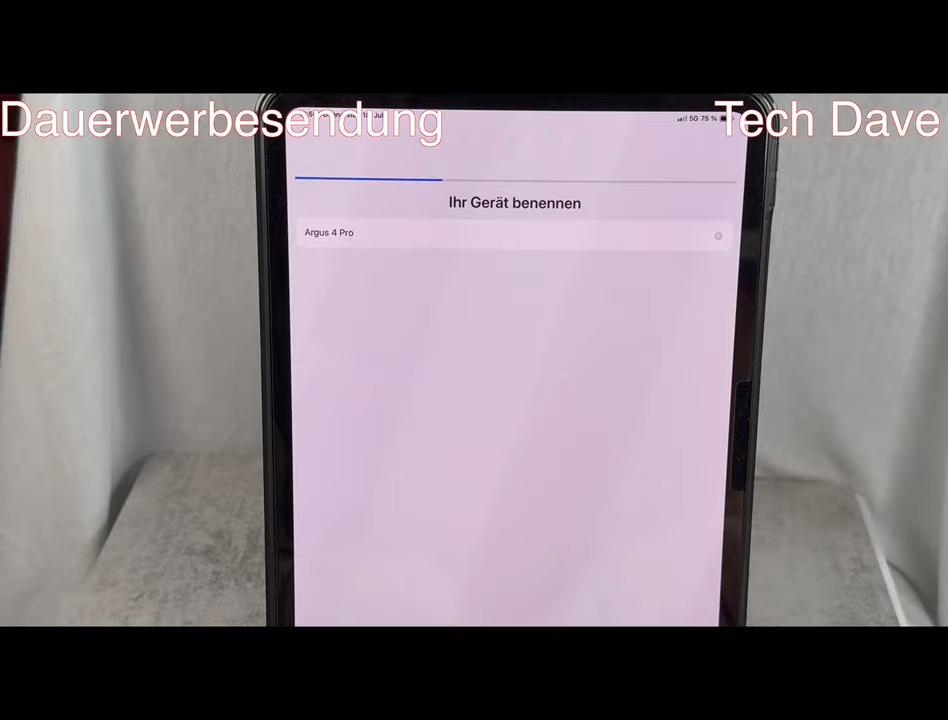 Dauerwerbesendung
Tech Dave
5G 75 %
Ihr Gerät benennen
Argus 4 Pro